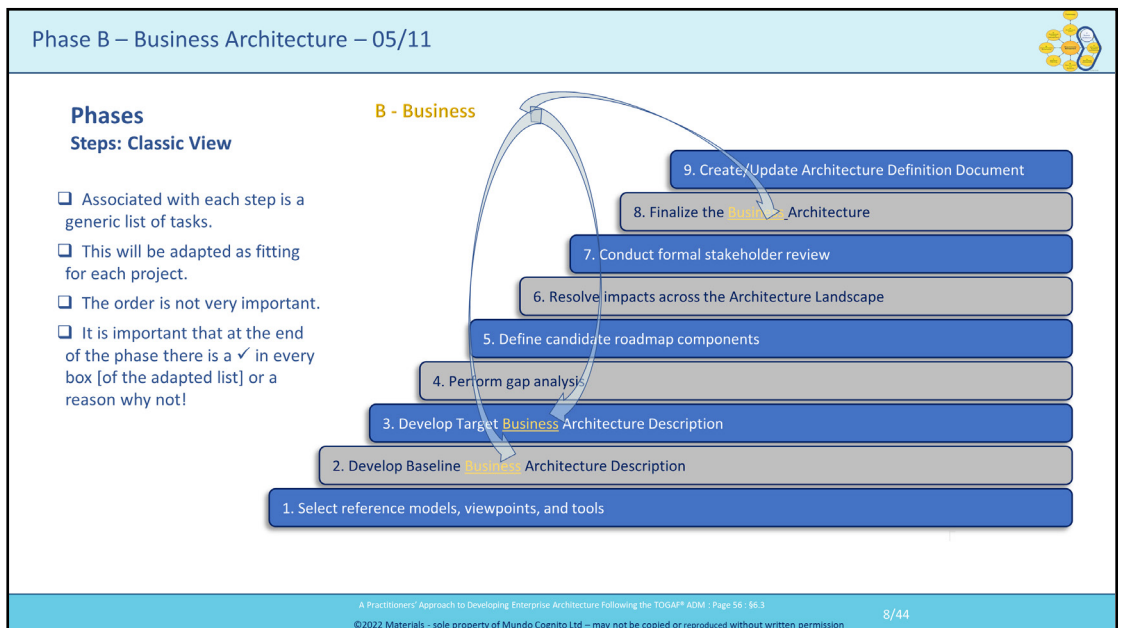 Phase B – Business Architecture – 05/11
Phases
Steps: Classic View
B - Business
❑ Associated with each step is a
generic list of tasks.
❑ This will be adapted as fitting
for each project.
❑ The order is not very important.
❑ It is important that at the end
of the phase there is a ✓ in every
box [of the adapted list] or a
reason why not!
9. Create/Update Architecture Definition Document
8. Finalize the Business Architecture
7. Conduct formal stakeholder review
6. Resolve impacts across the Architecture Landscape
5. Define candidate roadmap components
4. Perform gap analysis
3. Develop Target Business Architecture Description
2. Develop Baseline Business Architecture Description
1. Select reference models, viewpoints, and tools
A Practitioners' Approach to Developing Enterprise Architecture Following the TOGAF® ADM : Page 56 : §6.3
8/44
©2022 Materials - sole property of Mundo Cognito Ltd – may not be copied or reproduced without written permission